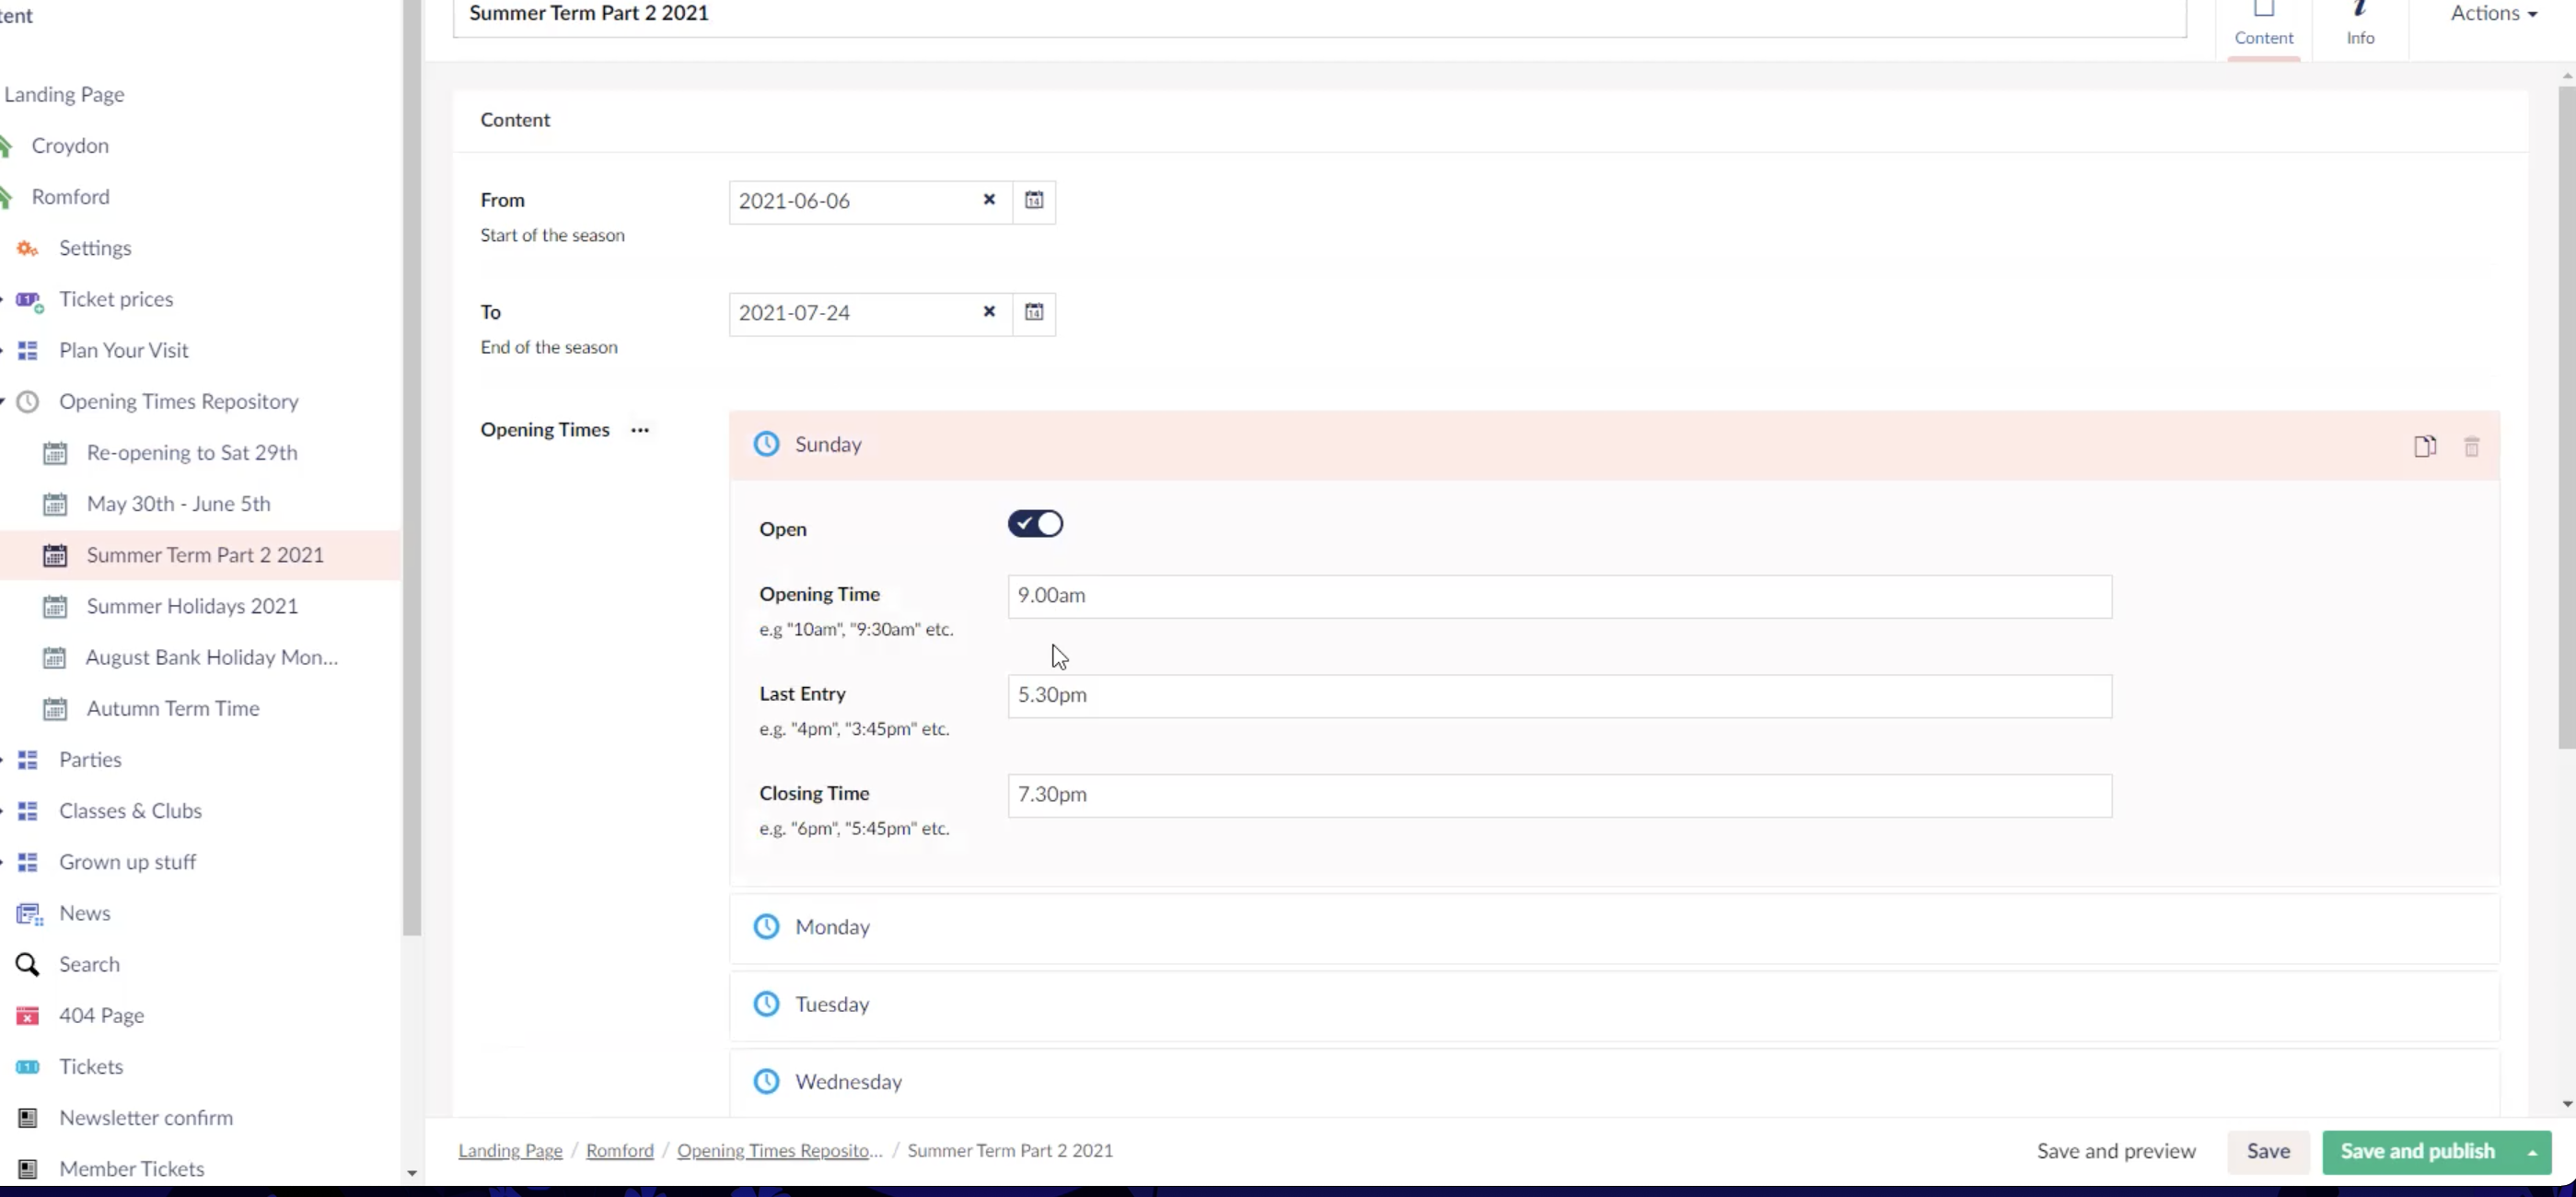 tent
Landing Page
Croydon
Romford
Settings
Ticket prices
Plan Your Visit
Opening Times Repository
Re-opening to Sat 29th
May 30th - June 5th
Summer Term Part 2 2021
Summer Holidays 2021
August Bank Holiday Mon...
Autumn Term Time
Parties
Classes & Clubs
Grown up stuff
News
Search
404 Page
Tickets
Newsletter confirm
Member Tickets
Summer Term Part 2 2021
Content
Info
Actions
Content
From
Start of the season
2021-06-06
To
End of the season
2021-07-24
Opening Times ...
Sunday
Open
Opening Time
e.g "10am", "9:30am" etc.
9.00am
Last Entry
e.g. "4pm", "3:45pm" etc.
5.30pm
Closing Time
e.g. "6pm", "5:45pm" etc.
7.30pm
Monday
Tuesday
Wednesday
Landing Page / Romford / Opening Times Reposito... / Summer Term Part 2 2021
Save and preview
Save
Save and publish